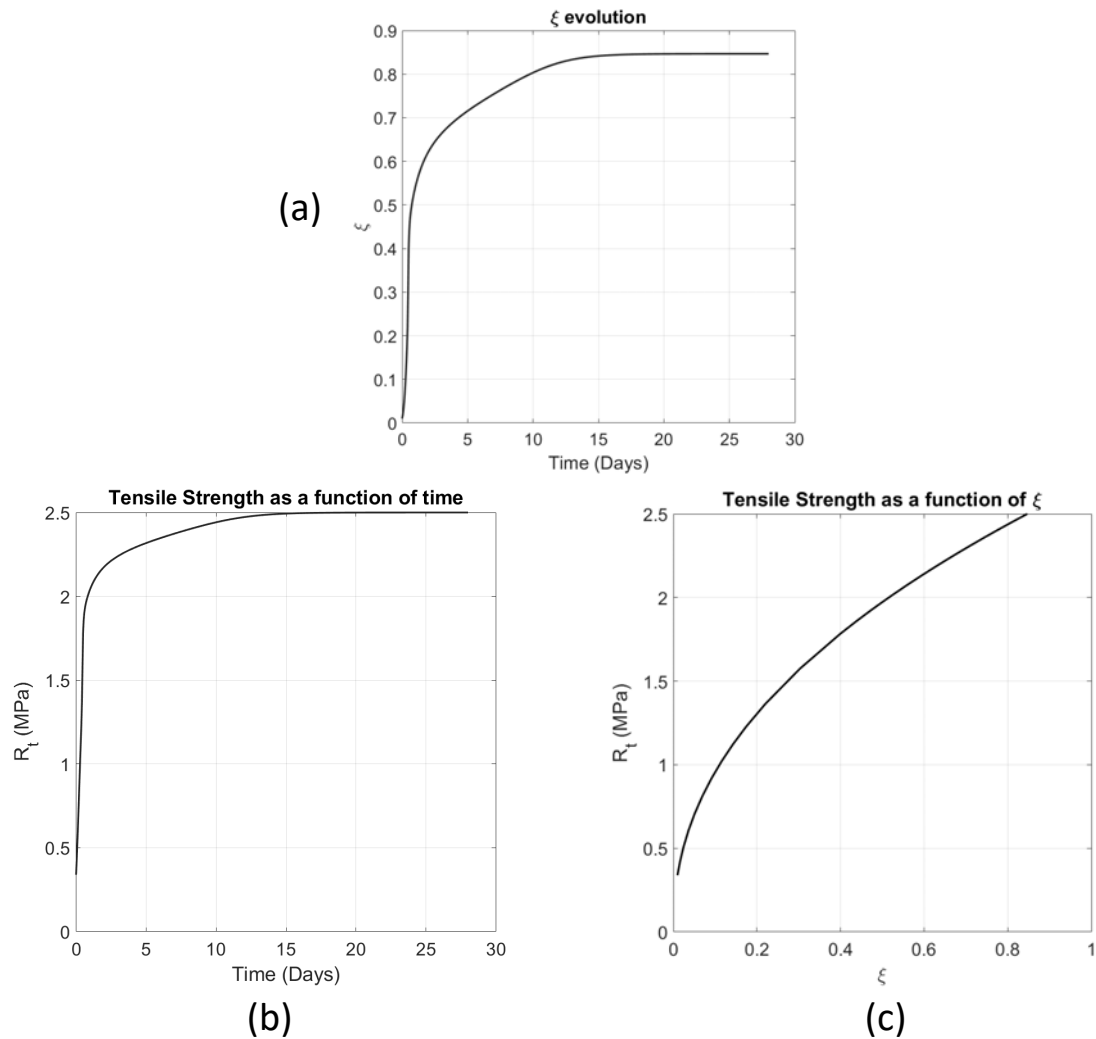 ξ evolution
0.9
0.8
0.7
0.6
0.5
0.4
0.3
0.2
0.1
0
ξ
(a)
0 5 10 15 20 25 30
Time (Days)
Tensile Strength as a function of time
2.5
2
1.5
1
0.5
0
R_t (MPa)
0 5 10 15 20 25 30
Time (Days)
(b)
Tensile Strength as a function of ξ
2.5
2
1.5
1
0.5
0
R_t (MPa)
0 0.2 0.4 0.6 0.8 1
ξ
(c)